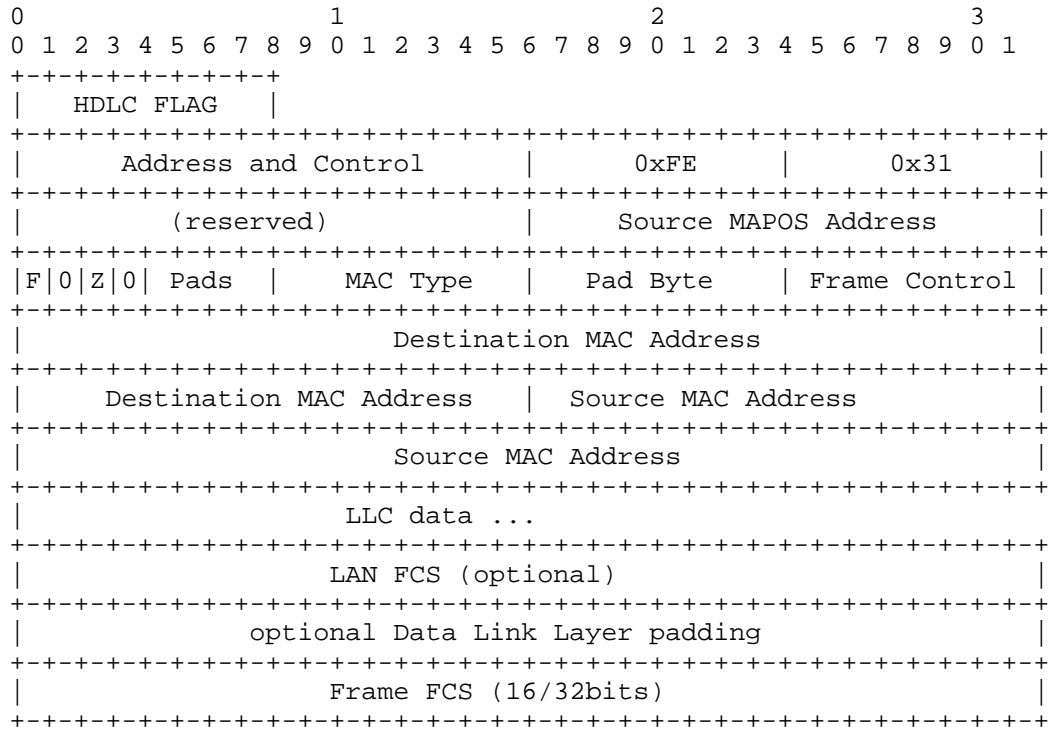 0                   1                   2                   3
0 1 2 3 4 5 6 7 8 9 0 1 2 3 4 5 6 7 8 9 0 1 2 3 4 5 6 7 8 9 0 1
+-+-+-+-+-+-+-+-+
|   HDLC FLAG   |
+-+-+-+-+-+-+-+-+-+-+-+-+-+-+-+-+-+-+-+-+-+-+-+-+-+-+-+-+-+-+-+-+
|      Address and Control      |      0xFE     |      0x31     |
+-+-+-+-+-+-+-+-+-+-+-+-+-+-+-+-+-+-+-+-+-+-+-+-+-+-+-+-+-+-+-+-+
|         (reserved)            |     Source MAPOS Address      |
+-+-+-+-+-+-+-+-+-+-+-+-+-+-+-+-+-+-+-+-+-+-+-+-+-+-+-+-+-+-+-+-+
|F|0|Z|0| Pads  |    MAC Type   |   Pad Byte    | Frame Control |
+-+-+-+-+-+-+-+-+-+-+-+-+-+-+-+-+-+-+-+-+-+-+-+-+-+-+-+-+-+-+-+-+
|                       Destination MAC Address                 |
+-+-+-+-+-+-+-+-+-+-+-+-+-+-+-+-+-+-+-+-+-+-+-+-+-+-+-+-+-+-+-+-+
|     Destination MAC Address   |  Source MAC Address           |
+-+-+-+-+-+-+-+-+-+-+-+-+-+-+-+-+-+-+-+-+-+-+-+-+-+-+-+-+-+-+-+-+
|                       Source MAC Address                      |
+-+-+-+-+-+-+-+-+-+-+-+-+-+-+-+-+-+-+-+-+-+-+-+-+-+-+-+-+-+-+-+-+
|                    LLC data ...
+-+-+-+-+-+-+-+-+-+-+-+-+-+-+-+-+-+-+-+-+-+-+-+-+-+-+-+-+-+-+-+-+
|                   LAN FCS (optional)                          |
+-+-+-+-+-+-+-+-+-+-+-+-+-+-+-+-+-+-+-+-+-+-+-+-+-+-+-+-+-+-+-+-+
|              optional Data Link Layer padding                 |
+-+-+-+-+-+-+-+-+-+-+-+-+-+-+-+-+-+-+-+-+-+-+-+-+-+-+-+-+-+-+-+-+
|                   Frame FCS (16/32bits)                       |
+-+-+-+-+-+-+-+-+-+-+-+-+-+-+-+-+-+-+-+-+-+-+-+-+-+-+-+-+-+-+-+-+